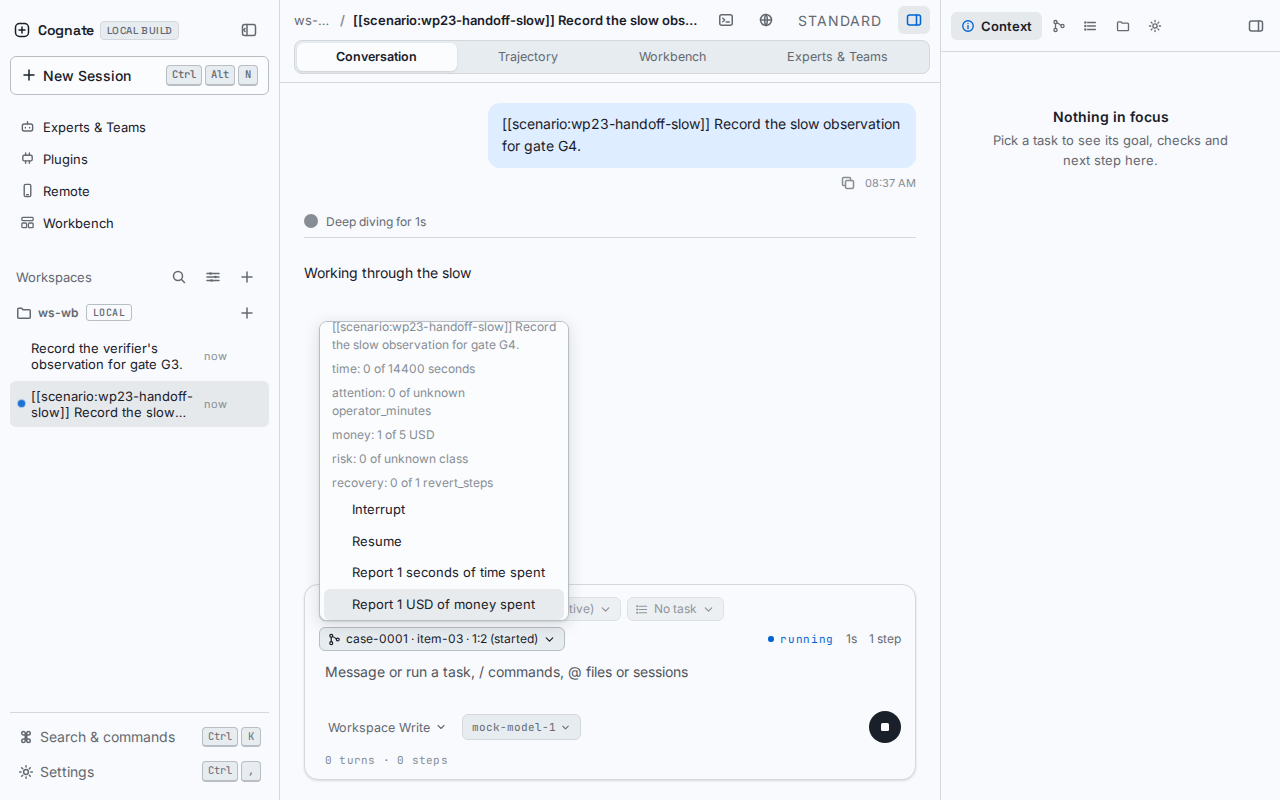 Cognate LOCAL BUILD
New Session Ctrl Alt N
Experts & Teams
Plugins
Remote
Workbench
Workspaces
ws-wb LOCAL
Record the verifier's
observation for gate G3.
now
[[scenario:wp23-handoff-
slow]] Record the slow...
now
Search & commands Ctrl K
Settings Ctrl ,
ws-... / [[scenario:wp23-handoff-slow]] Record the slow obs...
STANDARD
Conversation Trajectory Workbench Experts & Teams
[[scenario:wp23-handoff-slow]] Record the slow observation
for gate G4.
08:37 AM
Deep diving for 1s
Working through the slow
[[scenario:wp23-handoff-slow]] Record
the slow observation for gate G4.
time: 0 of 14400 seconds
attention: 0 of unknown
operator_minutes
money: 1 of 5 USD
risk: 0 of unknown class
recovery: 0 of 1 revert_steps
Interrupt
Resume
Report 1 seconds of time spent
Report 1 USD of money spent
tive) No task
case-0001 · item-03 · 1:2 (started)
running 1s 1 step
Message or run a task, / commands, @ files or sessions
Workspace Write mock-model-1
0 turns · 0 steps
Context
Nothing in focus
Pick a task to see its goal, checks and
next step here.